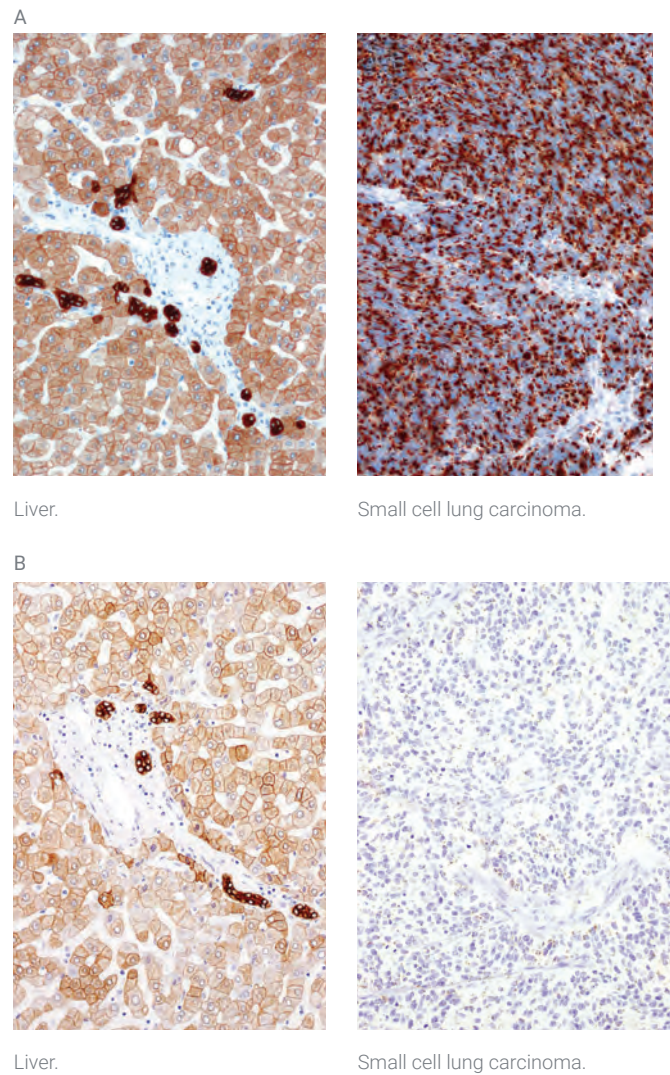 A
Liver.
Small cell lung carcinoma.
B
Liver.
Small cell lung carcinoma.